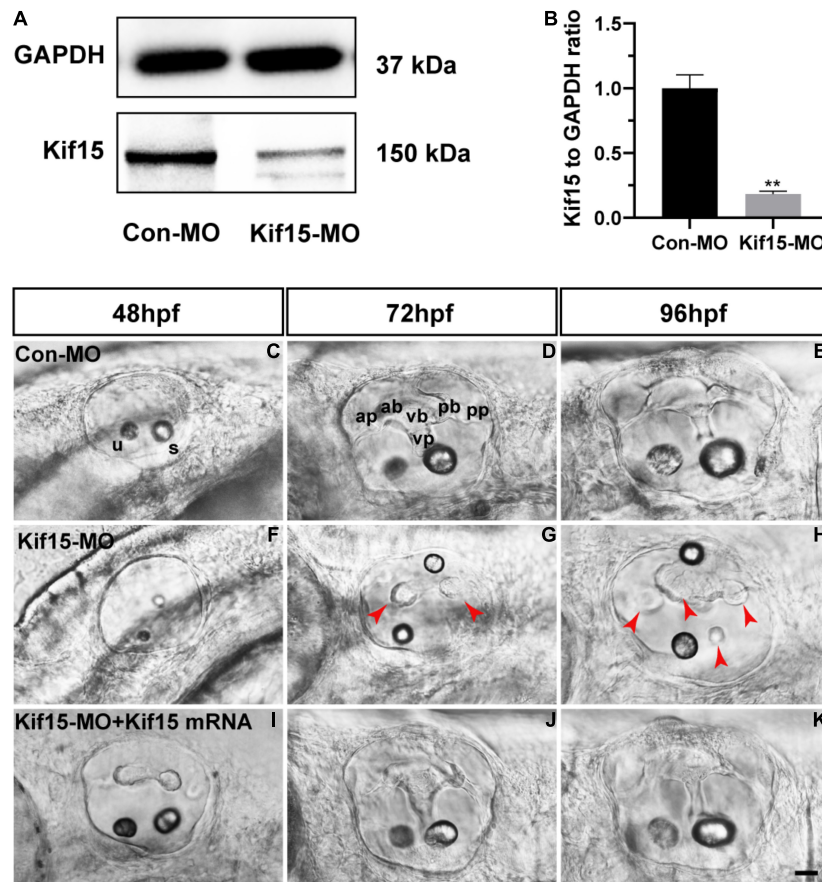 A
GAPDH
37 kDa
Kif15
150 kDa
Con-MO
Kif15-MO
B
Kif15 to GAPDH ratio
1.5
1.0
0.5
0.0
**
Con-MO
Kif15-MO
48hpf
72hpf
96hpf
Con-MO
C
u
s
D
ap
ab
vb
pb
pp
vp
E
Kif15-MO
F
G
H
Kif15-MO+Kif15 mRNA
I
J
K